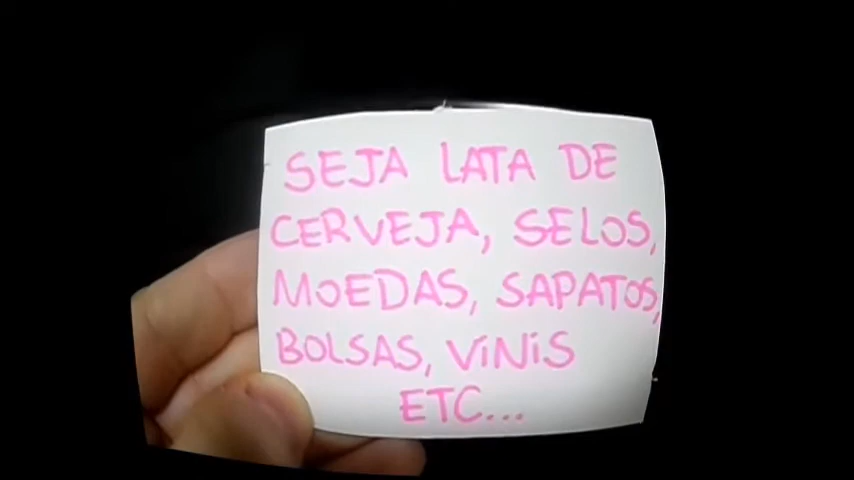 SEJA LATA DE
CERVEJA, SELOS,
MOEDAS, SAPATOS,
BOLSAS, VINIS
ETC...